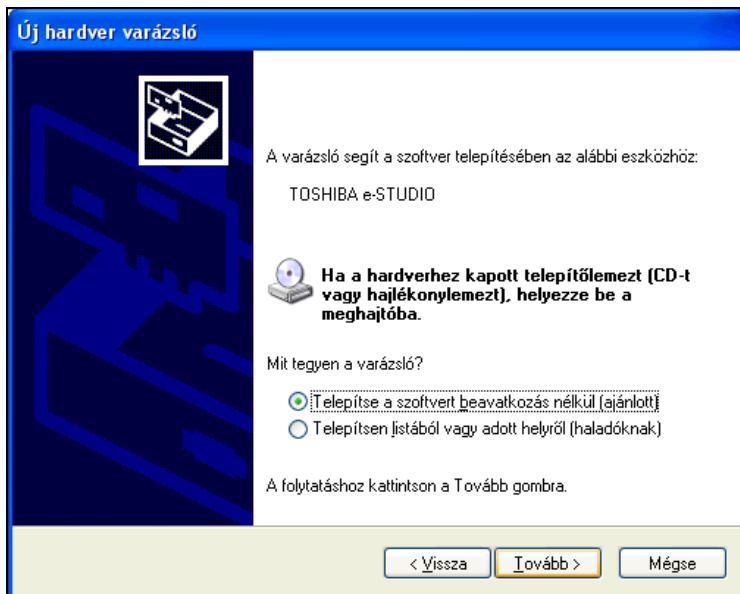 Új hardver varázsló
A varázsló segít a szoftver telepítésében az alábbi eszközhöz:
TOSHIBA e-STUDIO
Ha a hardverhez kapott telepítőlemezt (CD-t
vagy hajlékonylemezt), helyezze be a
meghajtóba.
Mit tegyen a varázsló?
Telepítse a szoftvert beavatkozás nélkül (ajánlott)
Telepítsen listából vagy adott helyről (haladóknak)
A folytatáshoz kattintson a Tovább gombra.
< Vissza Tovább > Mégse